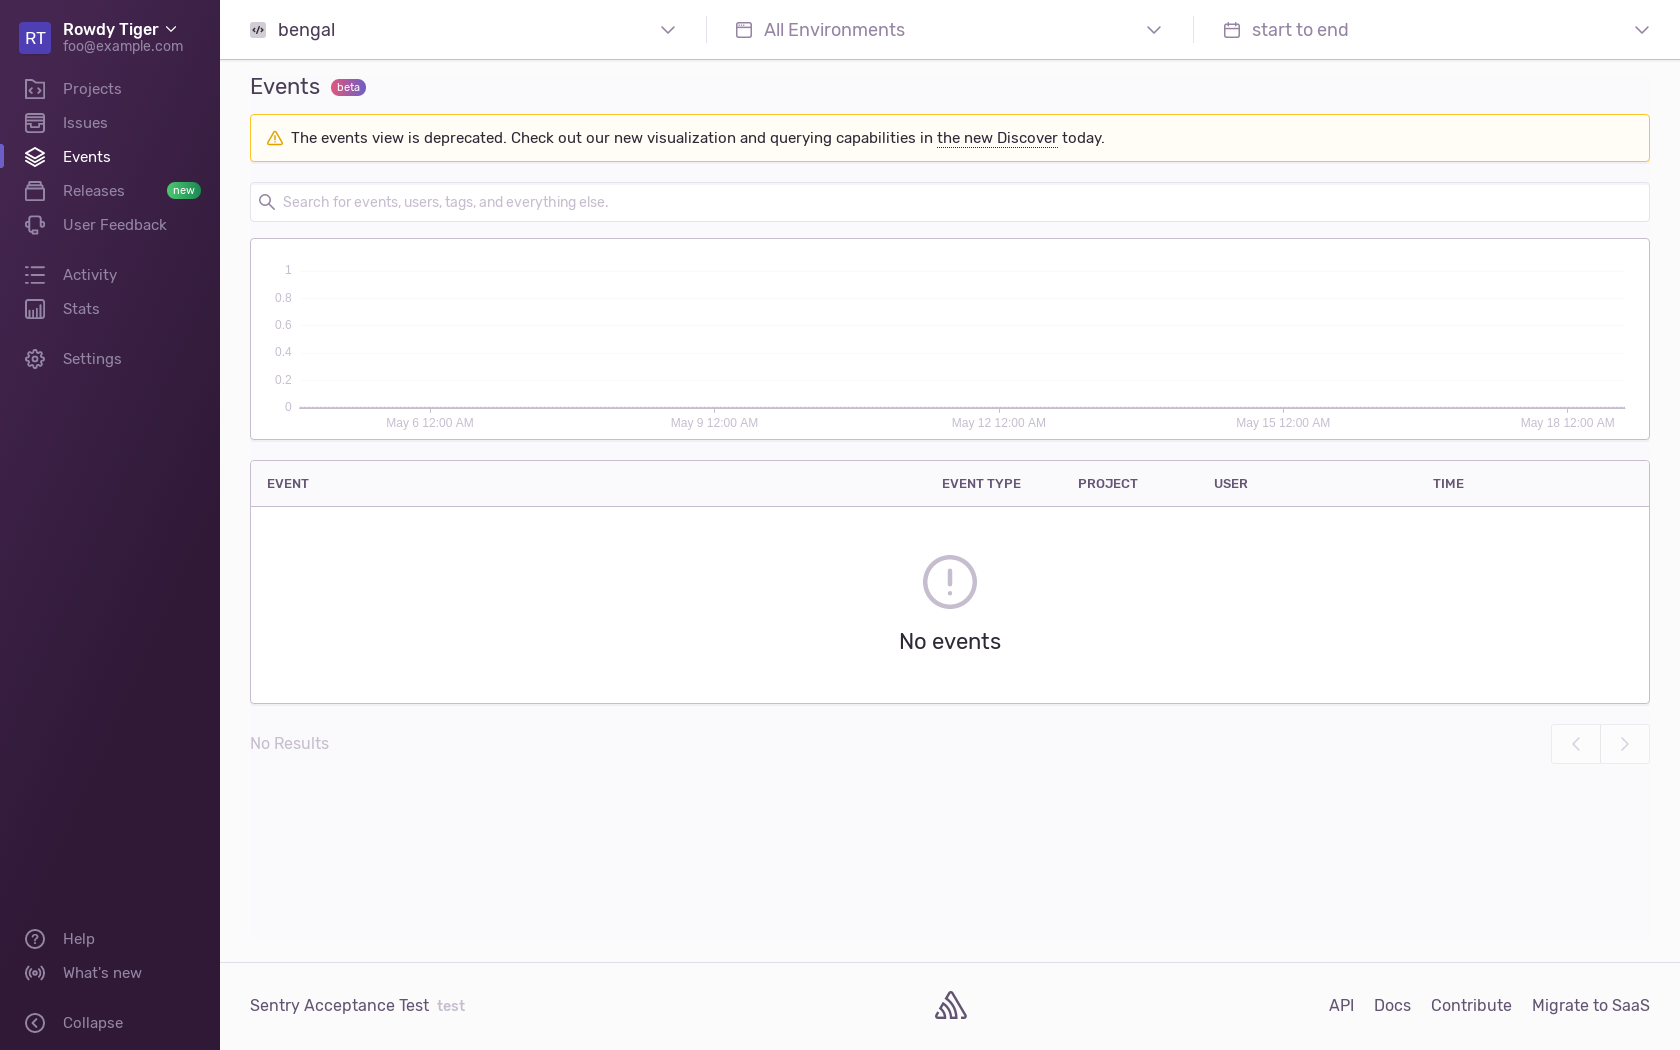 RT
Rowdy Tiger
foo@example.com
Projects
Issues
Events
Releases new
User Feedback
Activity
Stats
Settings
Help
What's new
Collapse
bengal
All Environments
start to end
Events beta
The events view is deprecated. Check out our new visualization and querying capabilities in the new Discover today.
Search for events, users, tags, and everything else.
1
0.8
0.6
0.4
0.2
0
May 6 12:00 AM May 9 12:00 AM May 12 12:00 AM May 15 12:00 AM May 18 12:00 AM
EVENT EVENT TYPE PROJECT USER TIME
No events
No Results
Sentry Acceptance Test test
API Docs Contribute Migrate to SaaS